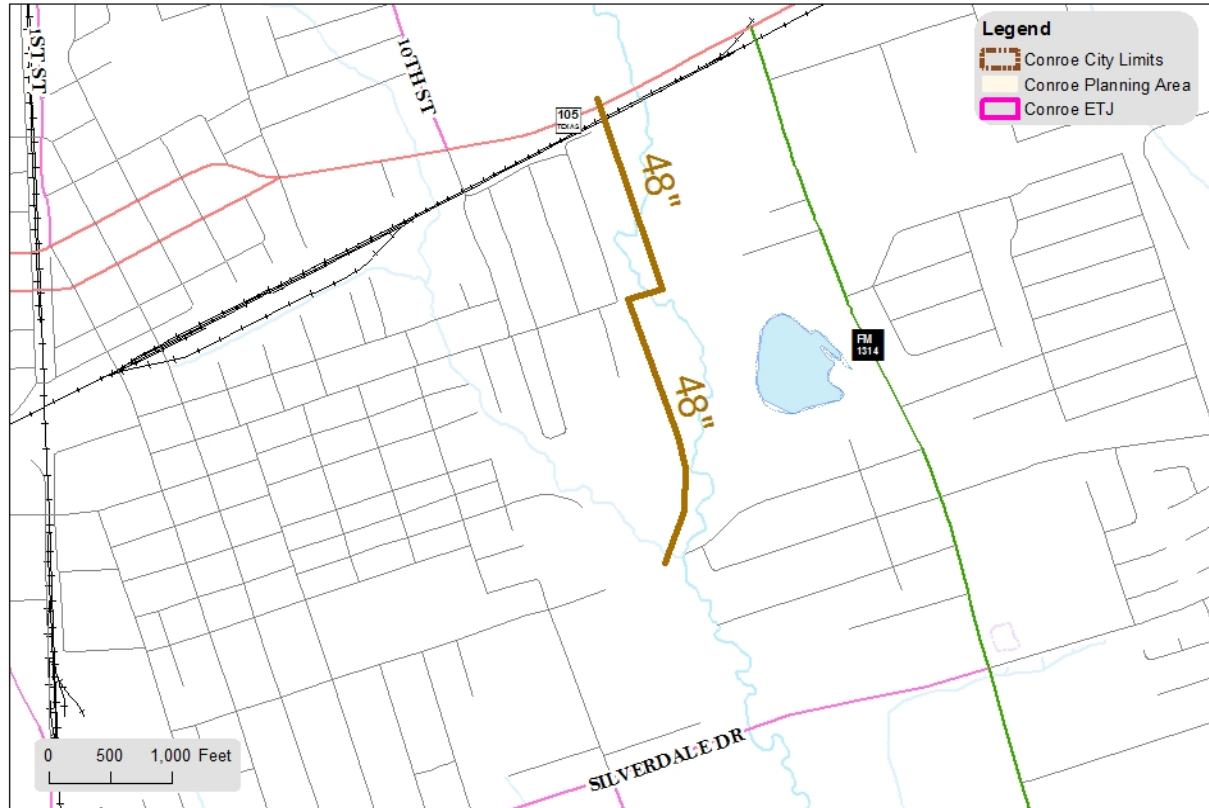 1ST ST
10TH ST
Legend
Conroe City Limits
Conroe Planning Area
Conroe ETJ
105
TEXAS
48"
FM
1314
48"
SILVERDALE DR
0 500 1,000 Feet